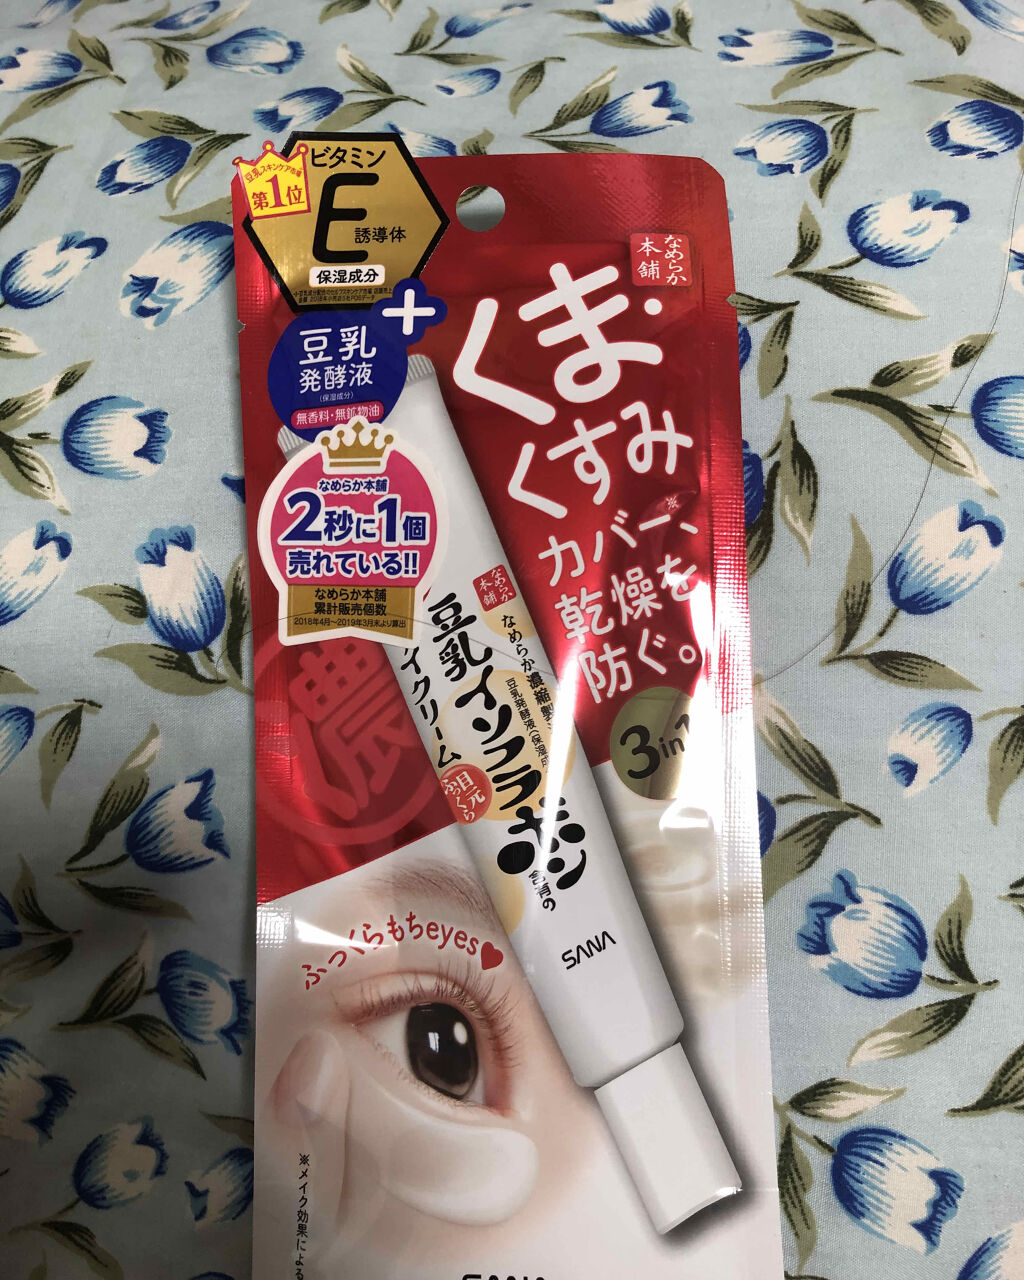 豆乳スキンケア市場
第1位
ビタミン
E
誘導体
保湿成分
+
豆乳
発酵液
(保湿成分)
無香料・無鉱物油
なめらか本舗
2秒に1個
売れている!!
なめらか本舗
累計販売個数
2018年4月〜2019年3月末より算出
なめらか
本舗
くま・
くすみ
カバー※、
乾燥を
防ぐ。
3in1
濃
なめらか
本舗
なめらか濃縮製
豆乳発酵液(保湿成
豆乳イソフラボン
含有の
イクリーム
目元
ふっくら
SANA
ふっくらもちeyes♥
※メイク効果による
SANA